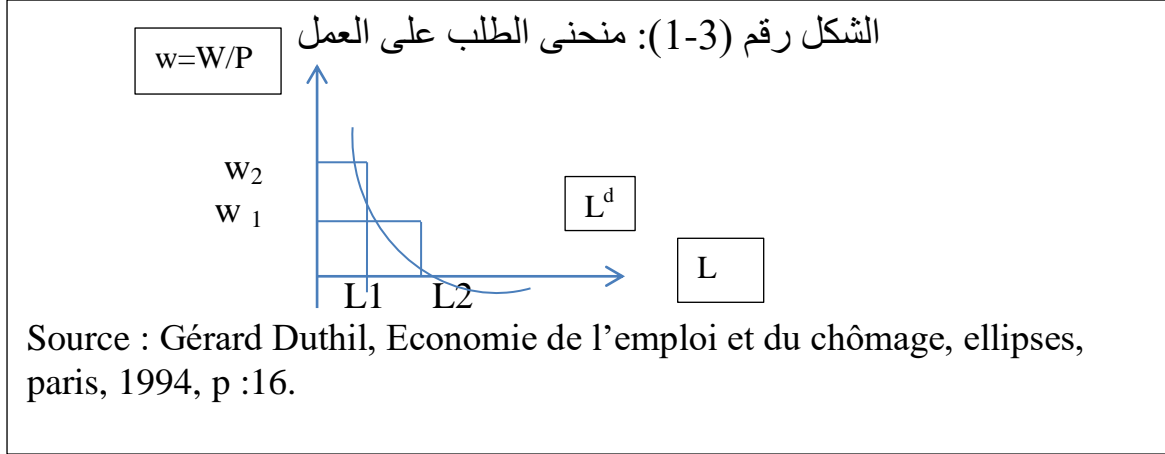 الشكل رقم (3-1): منحنى الطلب على العمل
w=W/P
w₂
w ₁
Lᵈ
L
L1 L2
Source : Gérard Duthil, Economie de l’emploi et du chômage, ellipses,
paris, 1994, p :16.